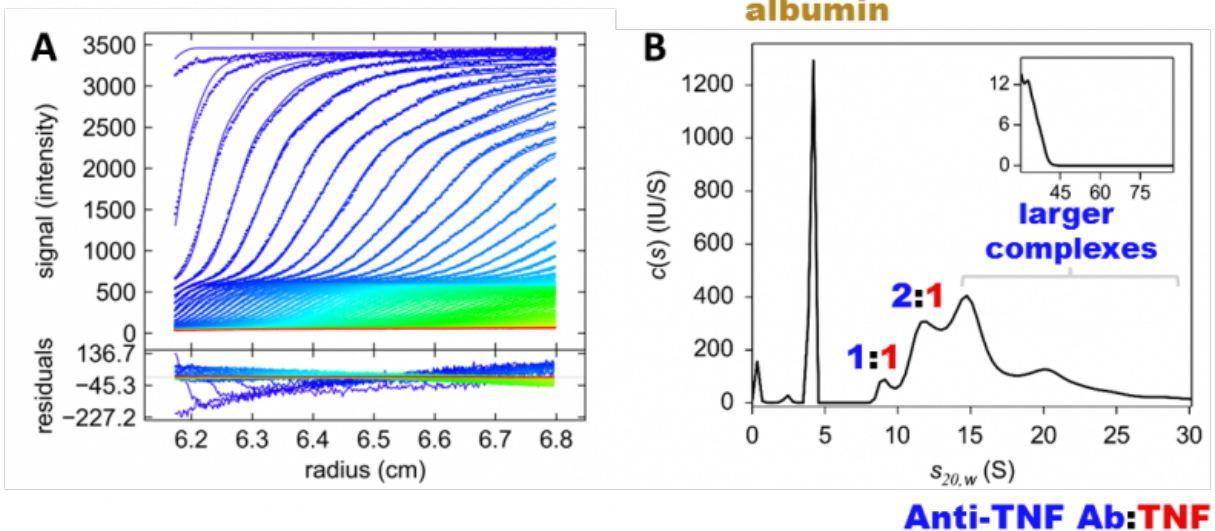 albumin
A
3500
3000
2500
2000
1500
1000
500
0
signal (intensity)
136.7
−45.3
−227.2
residuals
6.2 6.3 6.4 6.5 6.6 6.7 6.8
radius (cm)
B
1200
1000
800
600
400
200
0
c(s) (IU/S)
12
6
0
45 60 75
larger
complexes
2:1
1:1
0 5 10 15 20 25 30
s20,w (S)
Anti-TNF Ab:TNF